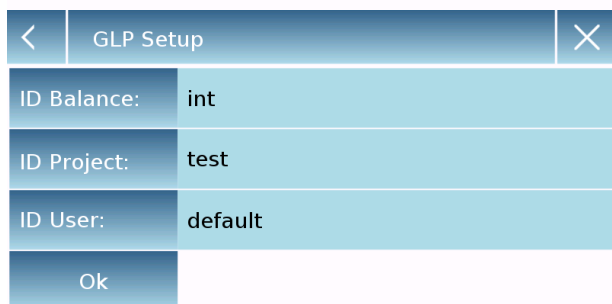 GLP Setup
ID Balance: int
ID Project: test
ID User: default
Ok